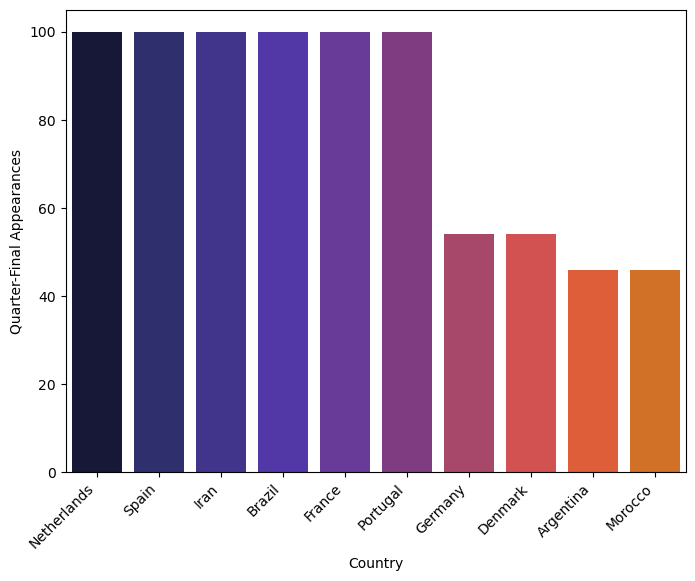 100
80
60
40
20
0
Quarter-Final Appearances
Netherlands
Spain
Iran
Brazil
France
Portugal
Germany
Denmark
Argentina
Morocco
Country